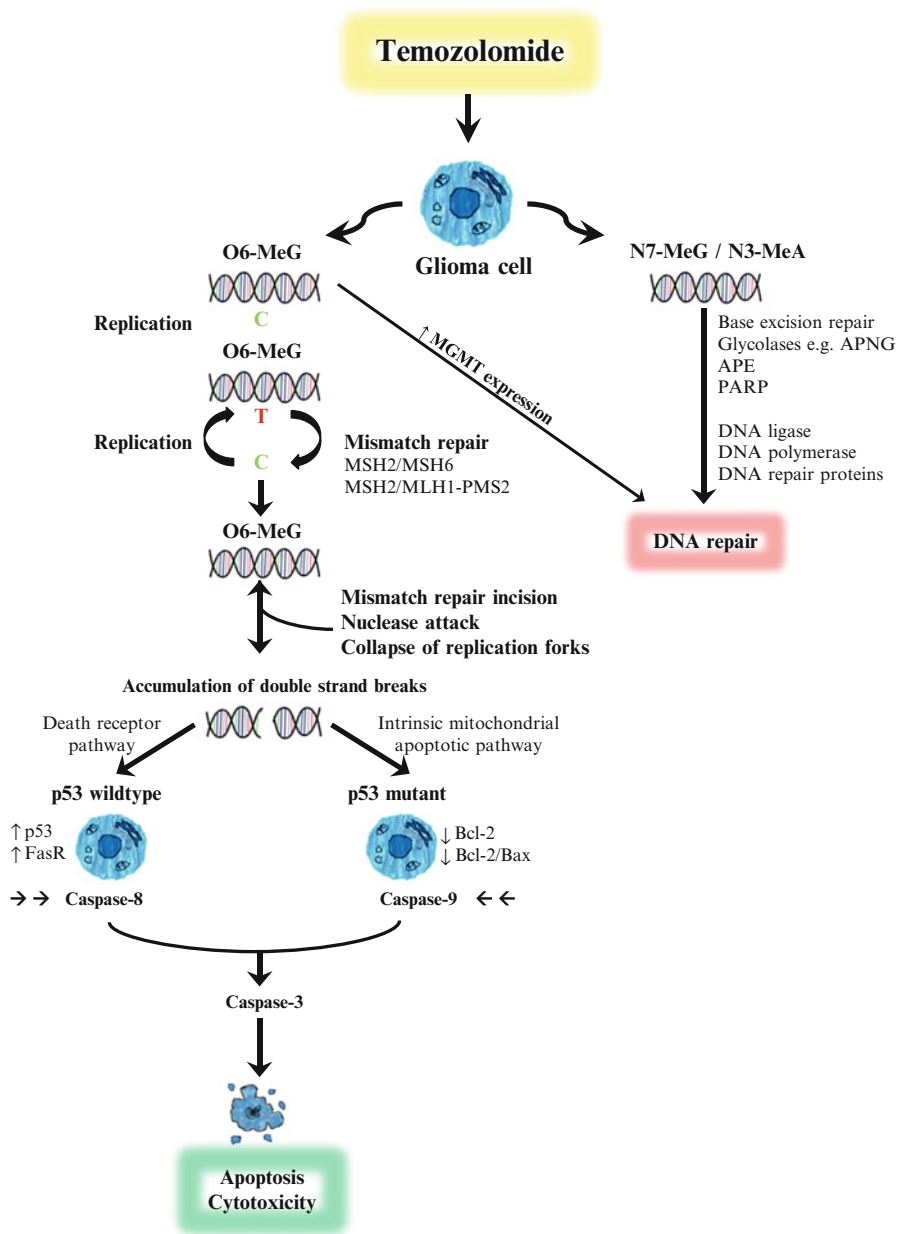 Temozolomide
Glioma cell
O6-MeG
N7-MeG / N3-MeA
Replication
C
O6-MeG
T
Replication
C
Mismatch repair
MSH2/MSH6
MSH2/MLH1-PMS2
↑ MGMT expression
Base excision repair
Glycolases e.g. APNG
APE
PARP
DNA ligase
DNA polymerase
DNA repair proteins
DNA repair
O6-MeG
Mismatch repair incision
Nuclease attack
Collapse of replication forks
Accumulation of double strand breaks
Death receptor
pathway
Intrinsic mitochondrial
apoptotic pathway
p53 wildtype
↑ p53
↑ FasR
→ → Caspase-8
p53 mutant
↓ Bcl-2
↓ Bcl-2/Bax
Caspase-9 ← ←
Caspase-3
Apoptosis
Cytotoxicity